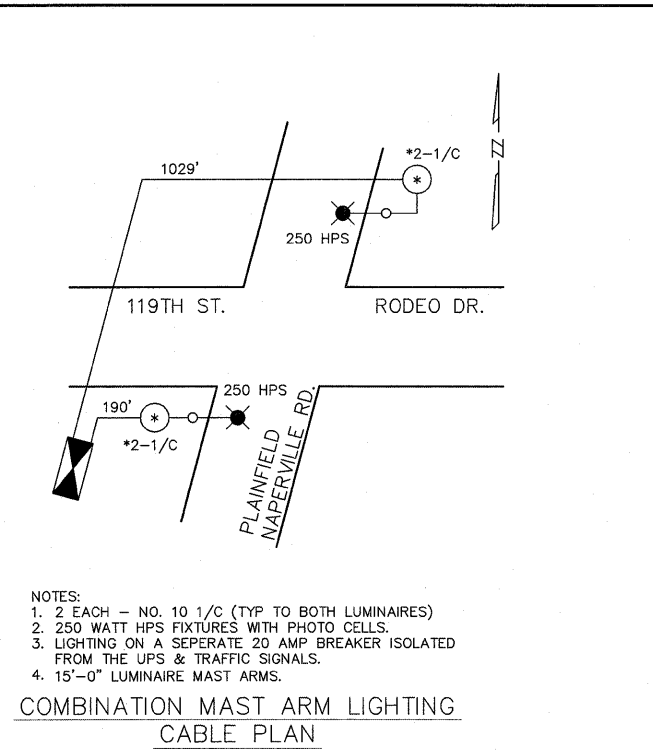 1029'
*2-1/C
*
N
250 HPS
119TH ST.
RODEO DR.
250 HPS
190'
*
*2-1/C
PLAINFIELD
NAPERVILLE RD.
NOTES:
1. 2 EACH – NO. 10 1/C (TYP TO BOTH LUMINAIRES)
2. 250 WATT HPS FIXTURES WITH PHOTO CELLS.
3. LIGHTING ON A SEPERATE 20 AMP BREAKER ISOLATED
FROM THE UPS & TRAFFIC SIGNALS.
4. 15'-0" LUMINAIRE MAST ARMS.
COMBINATION MAST ARM LIGHTING
CABLE PLAN